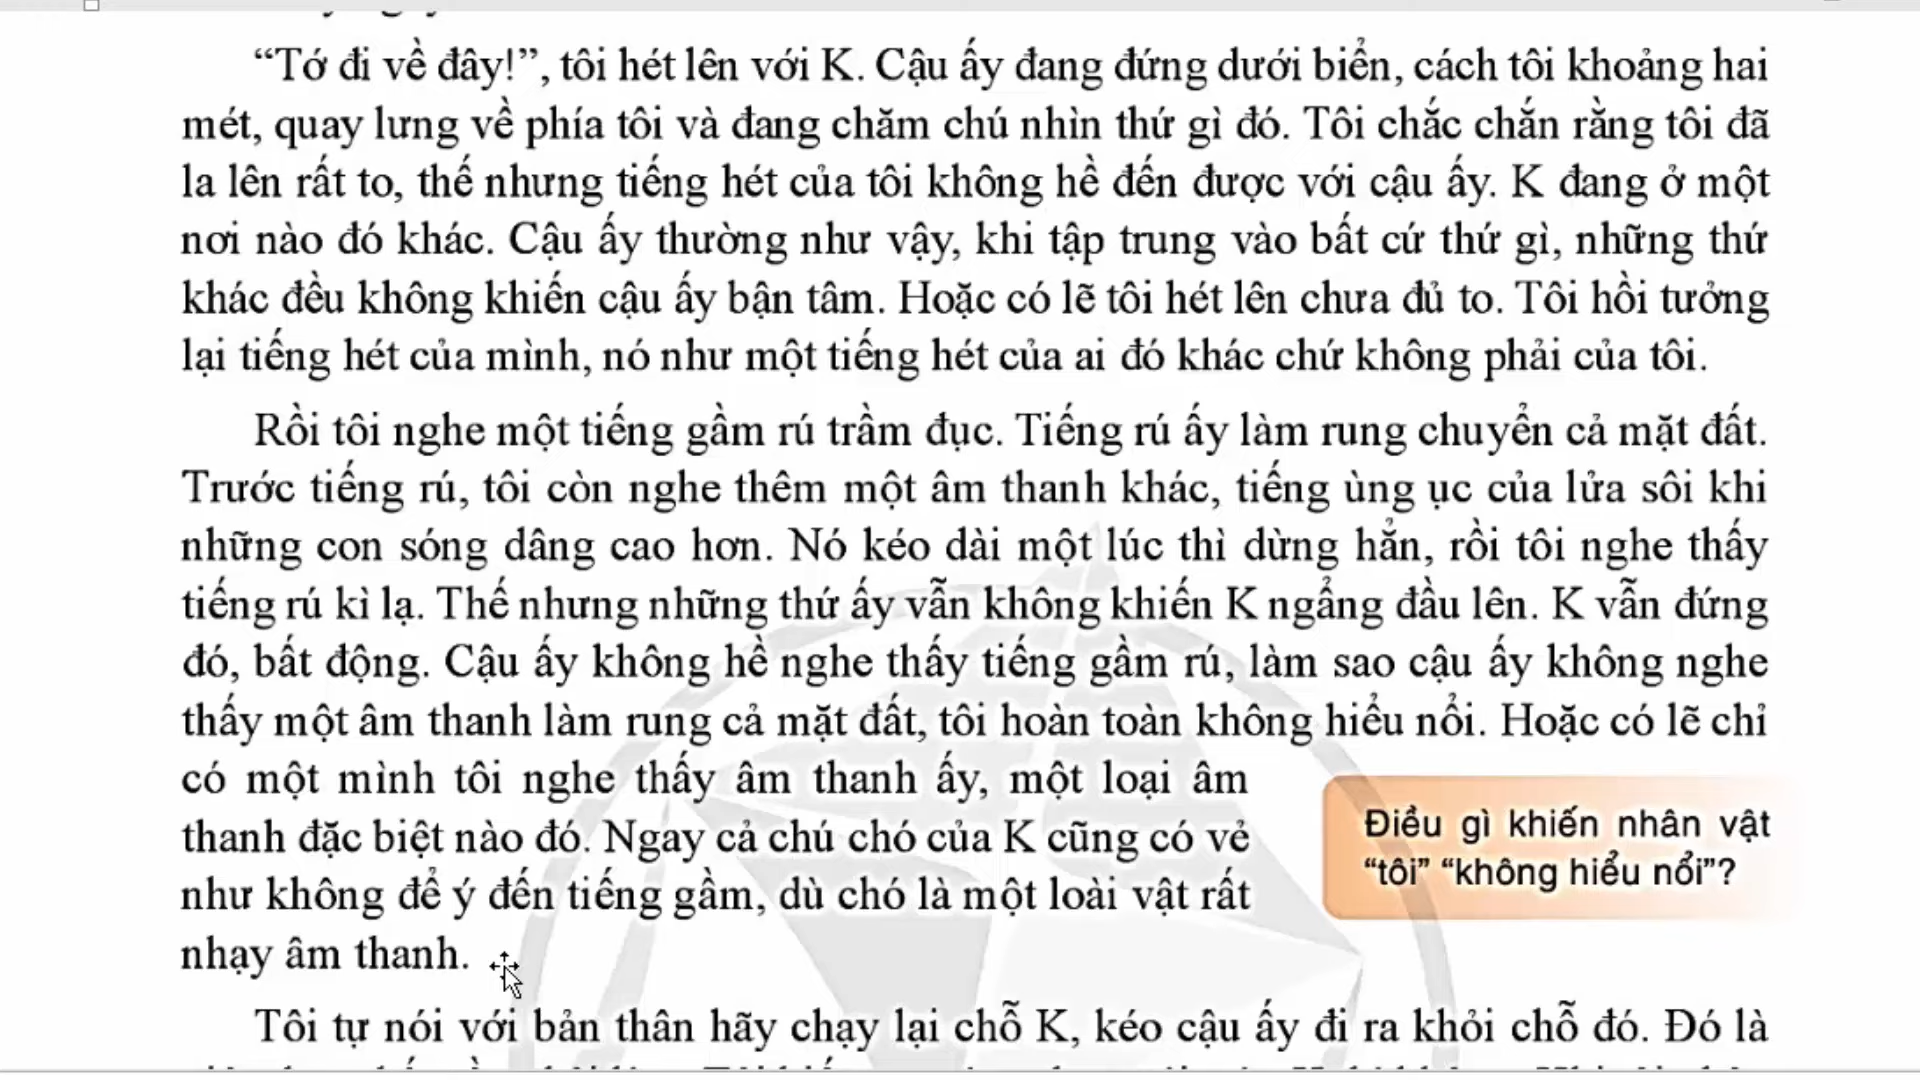 “Tớ đi về đây!”, tôi hét lên với K. Cậu ấy đang đứng dưới biển, cách tôi khoảng hai
mét, quay lưng về phía tôi và đang chăm chú nhìn thứ gì đó. Tôi chắc chắn rằng tôi đã
la lên rất to, thế nhưng tiếng hét của tôi không hề đến được với cậu ấy. K đang ở một
nơi nào đó khác. Cậu ấy thường như vậy, khi tập trung vào bất cứ thứ gì, những thứ
khác đều không khiến cậu ấy bận tâm. Hoặc có lẽ tôi hét lên chưa đủ to. Tôi hồi tưởng
lại tiếng hét của mình, nó như một tiếng hét của ai đó khác chứ không phải của tôi.
Rồi tôi nghe một tiếng gầm rú trầm đục. Tiếng rú ấy làm rung chuyển cả mặt đất.
Trước tiếng rú, tôi còn nghe thêm một âm thanh khác, tiếng ùng ục của lửa sôi khi
những con sóng dâng cao hơn. Nó kéo dài một lúc thì dừng hẳn, rồi tôi nghe thấy
tiếng rú kì lạ. Thế nhưng những thứ ấy vẫn không khiến K ngẩng đầu lên. K vẫn đứng
đó, bất động. Cậu ấy không hề nghe thấy tiếng gầm rú, làm sao cậu ấy không nghe
thấy một âm thanh làm rung cả mặt đất, tôi hoàn toàn không hiểu nổi. Hoặc có lẽ chỉ
có một mình tôi nghe thấy âm thanh ấy, một loại âm
thanh đặc biệt nào đó. Ngay cả chú chó của K cũng có vẻ
như không để ý đến tiếng gầm, dù chó là một loài vật rất
nhạy âm thanh.
Điều gì khiến nhân vật
“tôi” “không hiểu nổi”?
Tôi tự nói với bản thân hãy chạy lại chỗ K, kéo cậu ấy đi ra khỏi chỗ đó. Đó là